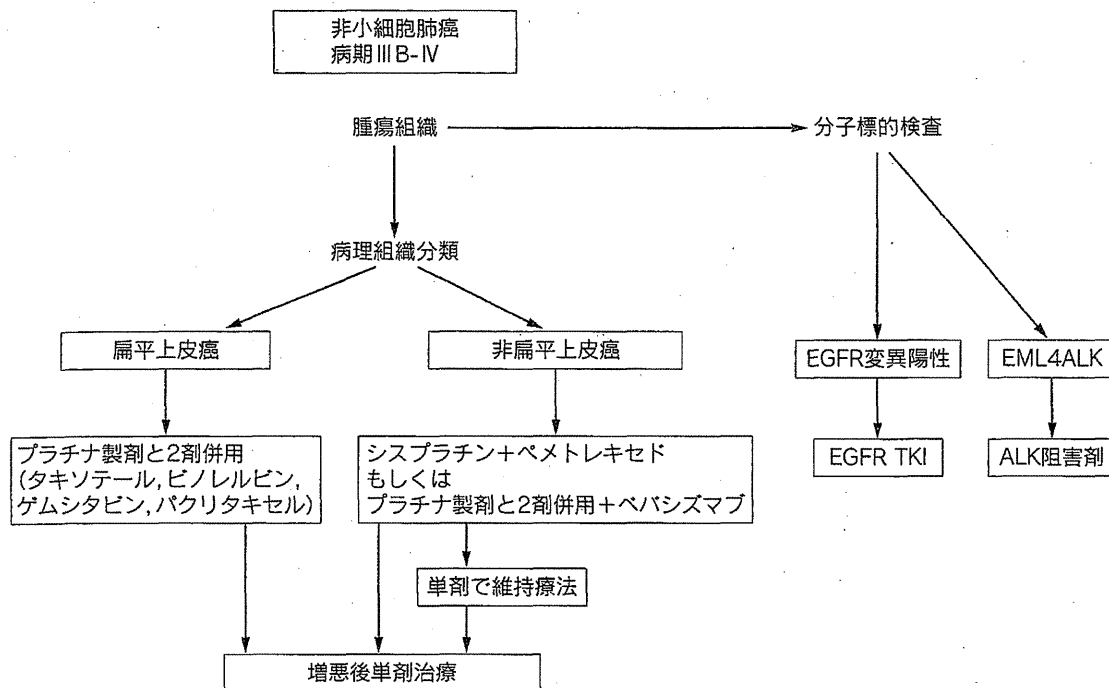 非小細胞肺癌
病期ⅢB-Ⅳ
腫瘍組織
分子標的検査
病理組織分類
扁平上皮癌
非扁平上皮癌
EGFR変異陽性
EML4ALK
プラチナ製剤と2剤併用
(タキソテール,ビノレルビン,
ゲムシタビン,パクリタキセル)
シスプラチン+ペメトレキセド
もしくは
プラチナ製剤と2剤併用+ベバシズマブ
EGFR TKI
ALK阻害剤
単剤で維持療法
増悪後単剤治療